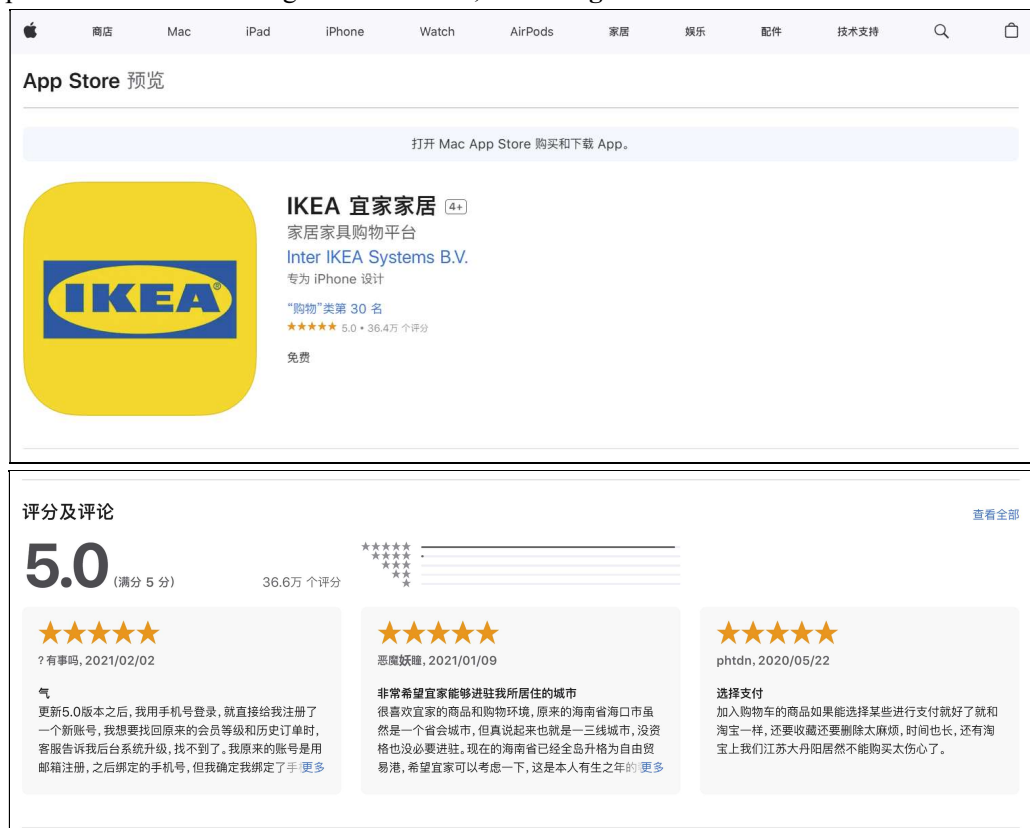 商店 Mac iPad iPhone Watch AirPods 家居 娱乐 配件 技术支持
App Store 预览
打开 Mac App Store 购买和下载 App。
IKEA®
IKEA 宜家家居 4+
家居家具购物平台
Inter IKEA Systems B.V.
专为 iPhone 设计
“购物”类第 30 名
★★★★★ 5.0 • 36.4万 个评分
免费
评分及评论 查看全部
5.0 (满分 5 分) 36.6万 个评分
?有事吗, 2021/02/02
气
更新5.0版本之后,我用手机号登录,就直接给我注册了
一个新账号,我想要找回原来的会员等级和历史订单时,
客服告诉我后台系统升级,找不到了。我原来的账号是用
邮箱注册,之后绑定的手机号,但我确定我绑定了手 更多
恶魔妖瞳, 2021/01/09
非常希望宜家能够进驻我所居住的城市
很喜欢宜家的商品和购物环境,原来的海南省海口市虽
然是一个省会城市,但真说起来也就是一三线城市,没资
格也没必要进驻。现在的海南省已经全岛升格为自由贸
易港,希望宜家可以考虑一下,这是本人有生之年的 更多
phtdn, 2020/05/22
选择支付
加入购物车的商品如果能选择某些进行支付就好了就和
淘宝一样,还要收藏还要删除太麻烦,时间也长,还有淘
宝上我们江苏大丹阳居然不能购买太伤心了。